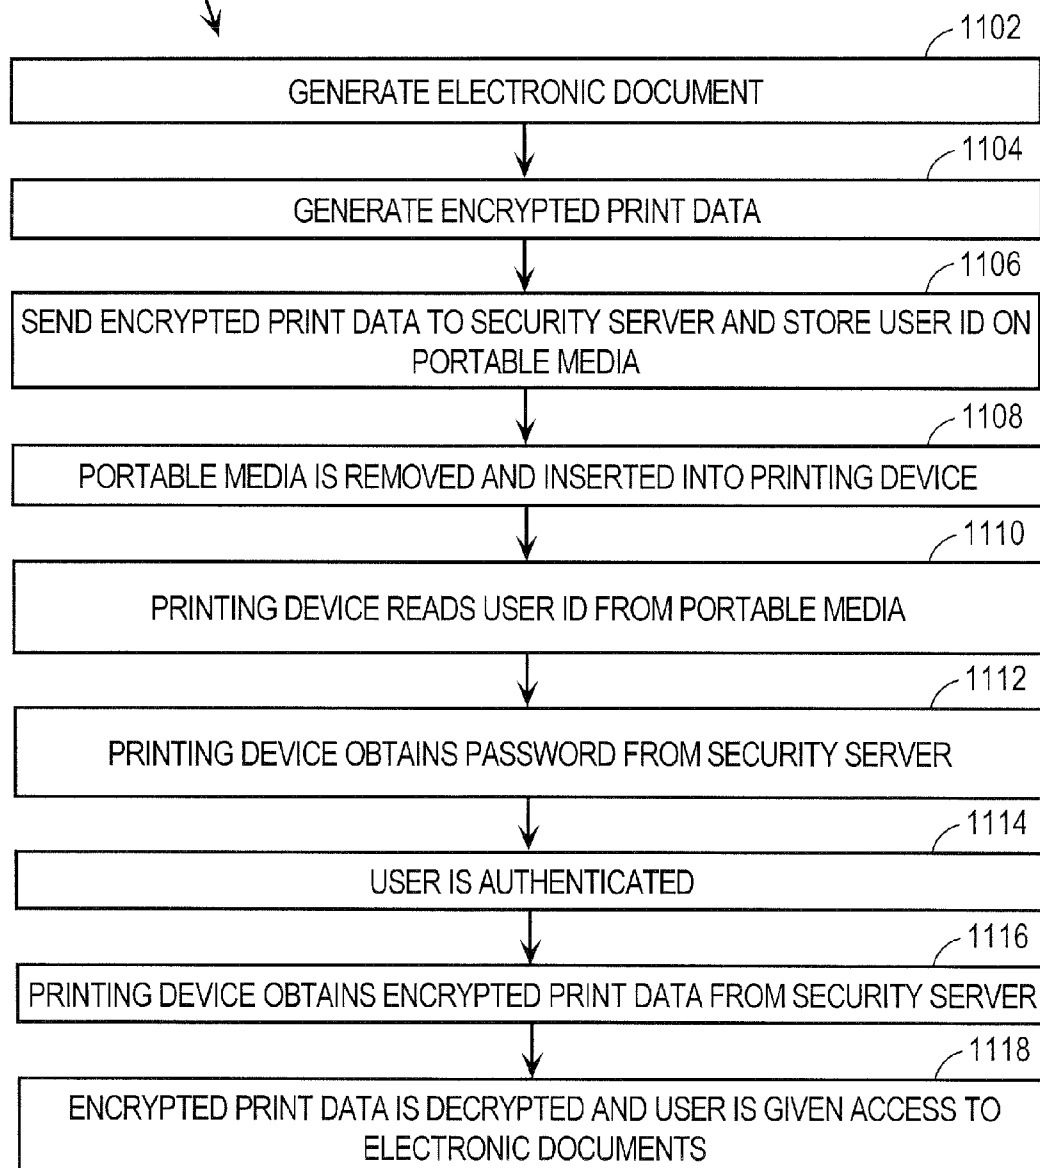 1102
GENERATE ELECTRONIC DOCUMENT
1104
GENERATE ENCRYPTED PRINT DATA
1106
SEND ENCRYPTED PRINT DATA TO SECURITY SERVER AND STORE USER ID ON
PORTABLE MEDIA
1108
PORTABLE MEDIA IS REMOVED AND INSERTED INTO PRINTING DEVICE
1110
PRINTING DEVICE READS USER ID FROM PORTABLE MEDIA
1112
PRINTING DEVICE OBTAINS PASSWORD FROM SECURITY SERVER
1114
USER IS AUTHENTICATED
1116
PRINTING DEVICE OBTAINS ENCRYPTED PRINT DATA FROM SECURITY SERVER
1118
ENCRYPTED PRINT DATA IS DECRYPTED AND USER IS GIVEN ACCESS TO
ELECTRONIC DOCUMENTS